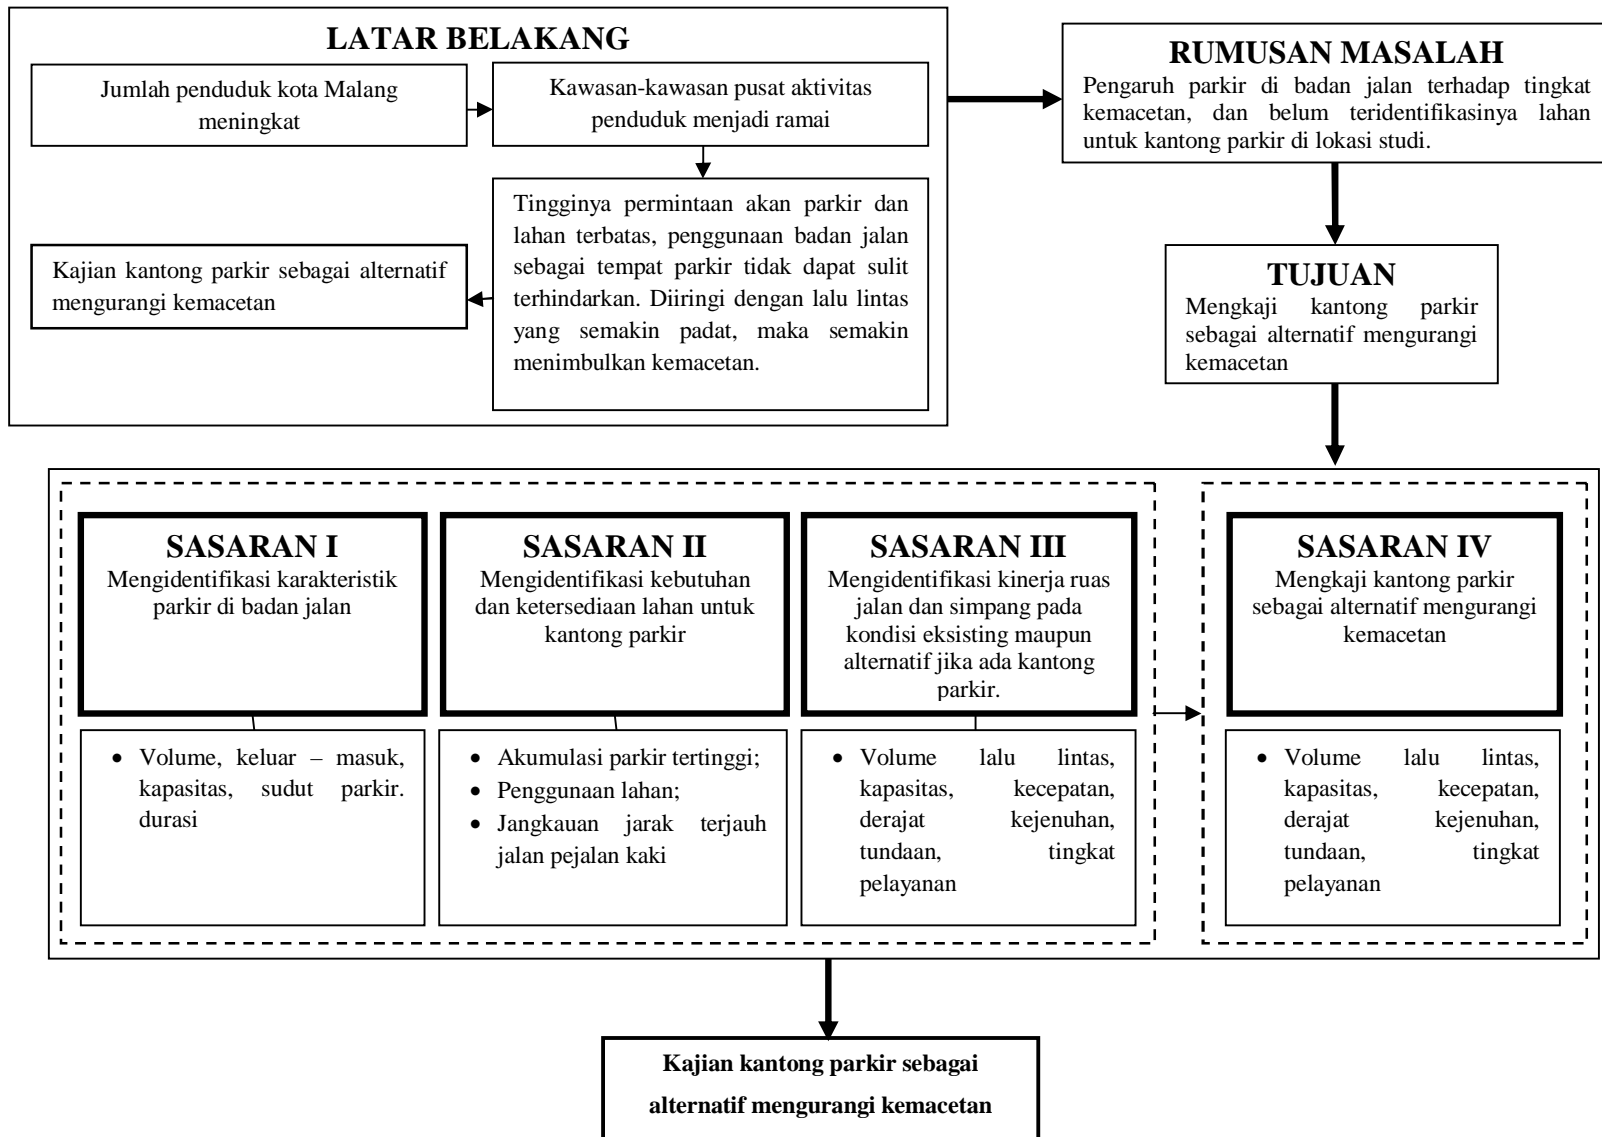 LATAR BELAKANG
Jumlah penduduk kota Malang
meningkat
Kawasan-kawasan pusat aktivitas
penduduk menjadi ramai
Tingginya permintaan akan parkir dan
lahan terbatas, penggunaan badan jalan
sebagai tempat parkir tidak dapat sulit
terhindarkan. Diiringi dengan lalu lintas
yang semakin padat, maka semakin
menimbulkan kemacetan.
Kajian kantong parkir sebagai alternatif
mengurangi kemacetan
RUMUSAN MASALAH
Pengaruh parkir di badan jalan terhadap tingkat
kemacetan, dan belum teridentifikasinya lahan
untuk kantong parkir di lokasi studi.
TUJUAN
Mengkaji kantong parkir
sebagai alternatif mengurangi
kemacetan
SASARAN I
Mengidentifikasi karakteristik
parkir di badan jalan
• Volume, keluar – masuk,
kapasitas, sudut parkir.
durasi
SASARAN II
Mengidentifikasi kebutuhan
dan ketersediaan lahan untuk
kantong parkir
• Akumulasi parkir tertinggi;
• Penggunaan lahan;
• Jangkauan jarak terjauh
jalan pejalan kaki
SASARAN III
Mengidentifikasi kinerja ruas
jalan dan simpang pada
kondisi eksisting maupun
alternatif jika ada kantong
parkir.
• Volume lalu lintas,
kapasitas, kecepatan,
derajat kejenuhan,
tundaan, tingkat
pelayanan
SASARAN IV
Mengkaji kantong parkir
sebagai alternatif mengurangi
kemacetan
• Volume lalu lintas,
kapasitas, kecepatan,
derajat kejenuhan,
tundaan, tingkat
pelayanan
Kajian kantong parkir sebagai
alternatif mengurangi kemacetan